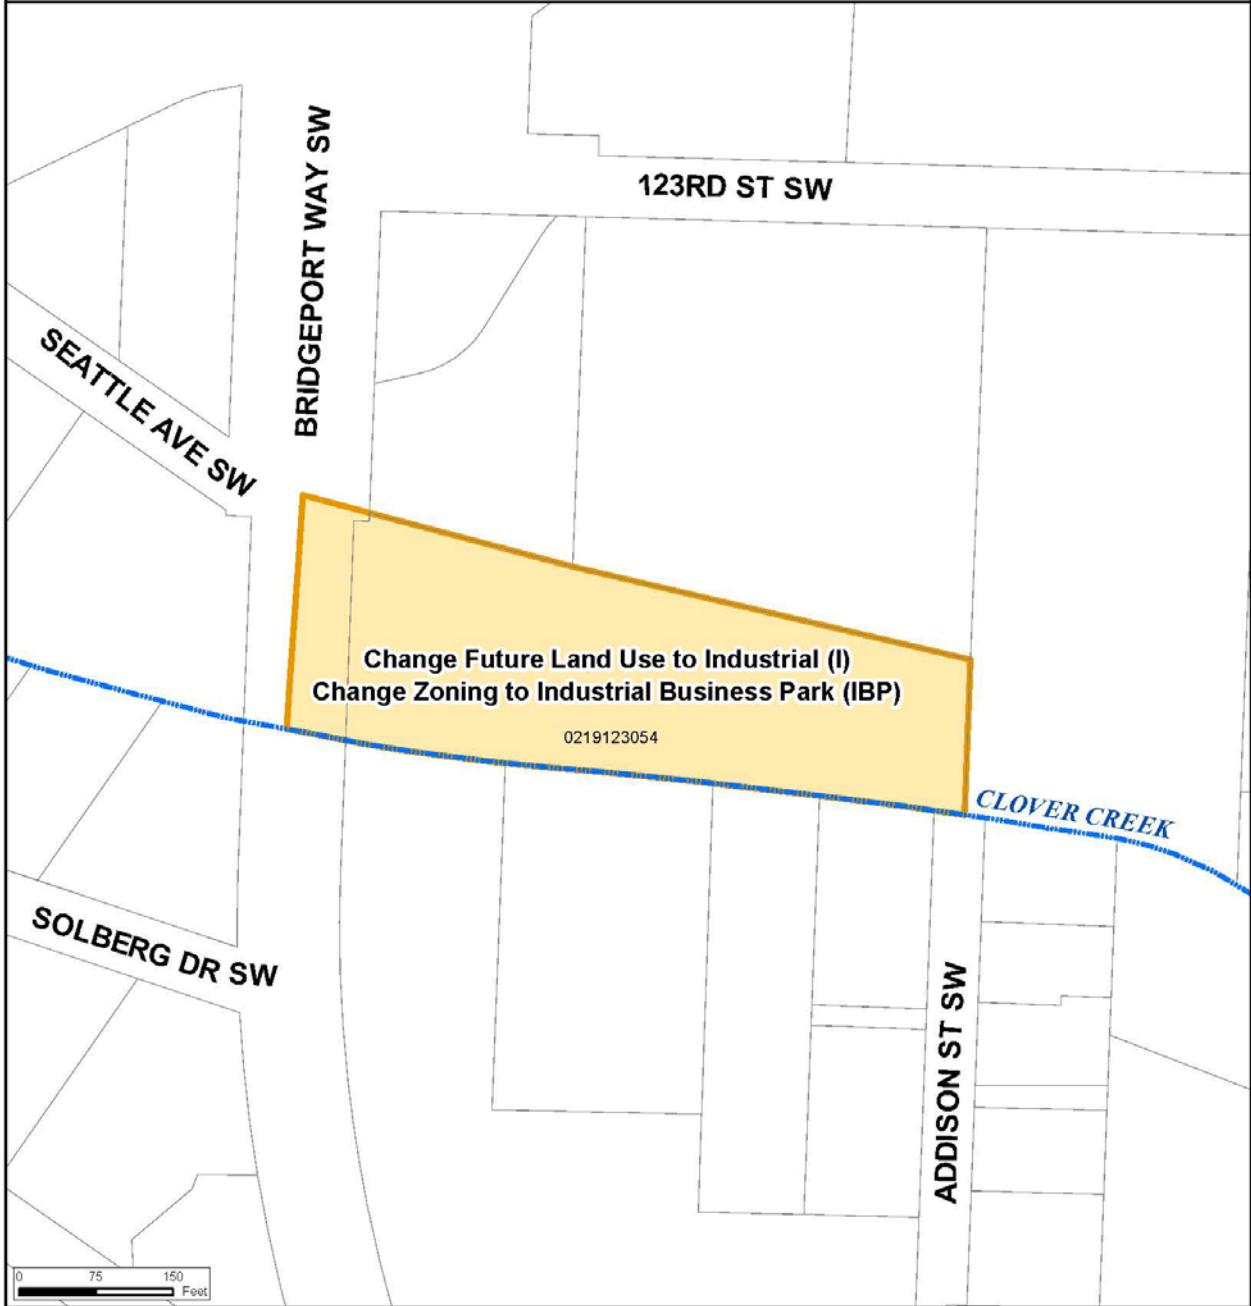 123RD ST SW
BRIDGEPORT WAY SW
SEATTLE AVE SW
Change Future Land Use to Industrial (I)
Change Zoning to Industrial Business Park (IBP)
0219123054
CLOVER CREEK
SOLBERG DR SW
ADDISON ST SW
0 75 150
Feet